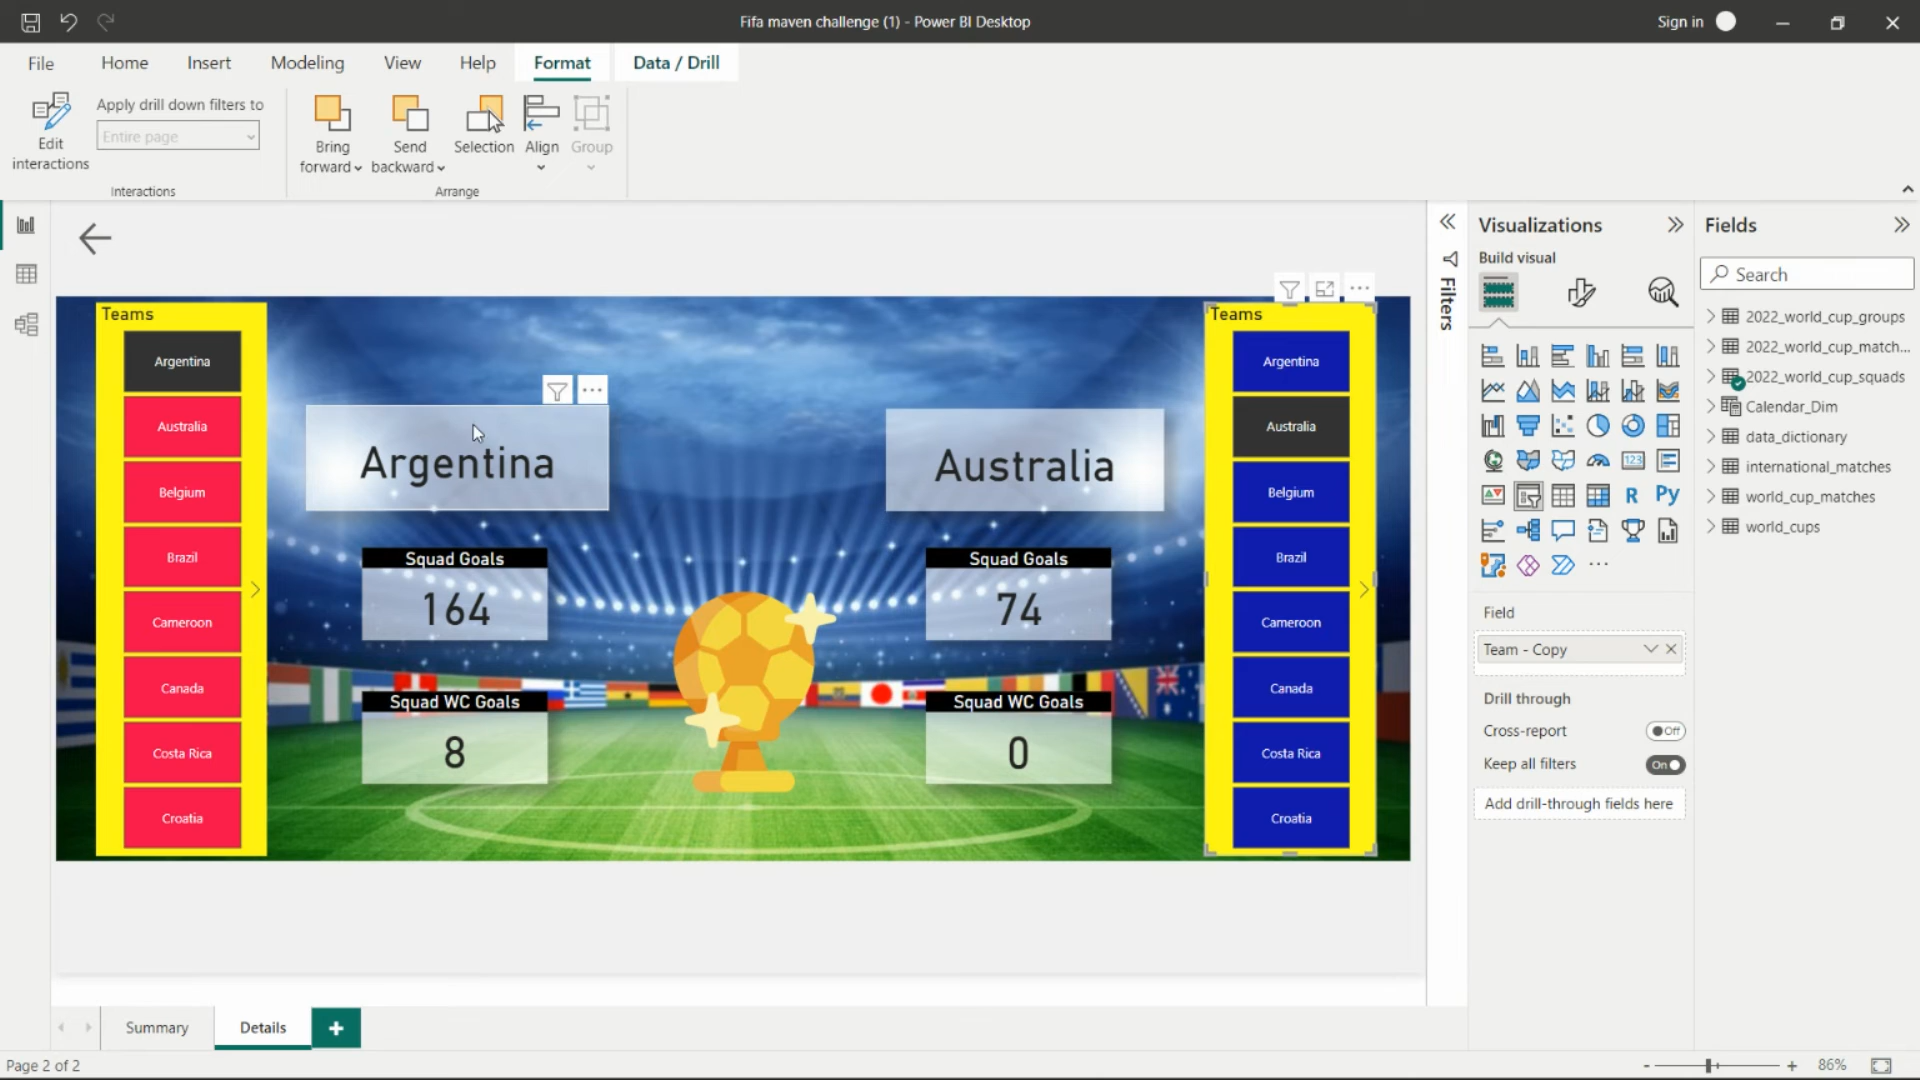 Fifa maven challenge (1) - Power BI Desktop
Sign in
File
Home
Insert
Modeling
View
Help
Format
Data / Drill
Edit
interactions
Apply drill down filters to
Entire page
Interactions
Bring
forward
Send
backward
Selection
Align
Group
Arrange
Teams
Argentina
Australia
Belgium
Brazil
Cameroon
Canada
Costa Rica
Croatia
Argentina
Squad Goals
164
Squad WC Goals
8
Australia
Squad Goals
74
Squad WC Goals
0
Teams
Argentina
Australia
Belgium
Brazil
Cameroon
Canada
Costa Rica
Croatia
Filters
Visualizations
Build visual
123
R
Py
Field
Team - Copy
Drill through
Cross-report
Off
Keep all filters
On
Add drill-through fields here
Fields
Search
2022_world_cup_groups
2022_world_cup_match...
2022_world_cup_squads
Calendar_Dim
data_dictionary
international_matches
world_cup_matches
world_cups
Summary
Details
+
Page 2 of 2
-
+
86%